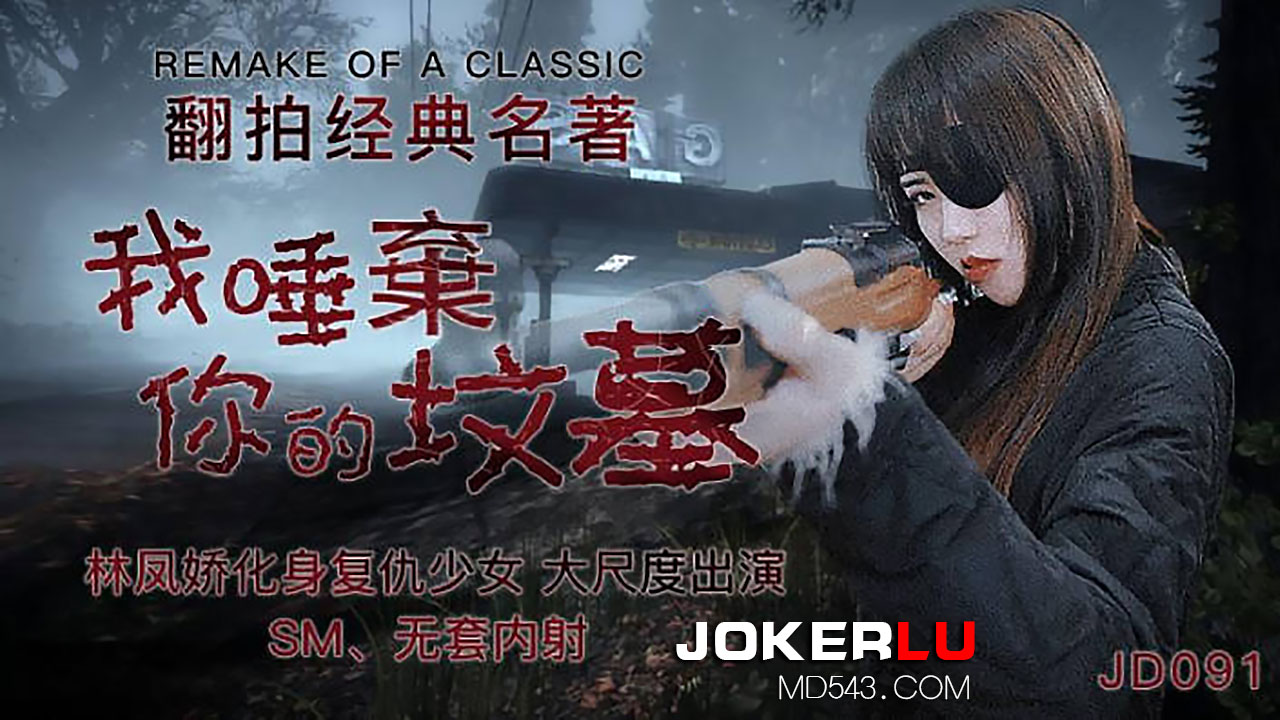 REMAKE OF A CLASSIC
翻拍经典名著
我唾棄
你的坟墓
林凤娇化身复仇少女 大尺度出演
SM、无套内射
JOKERLU
MD543.COM
JD091